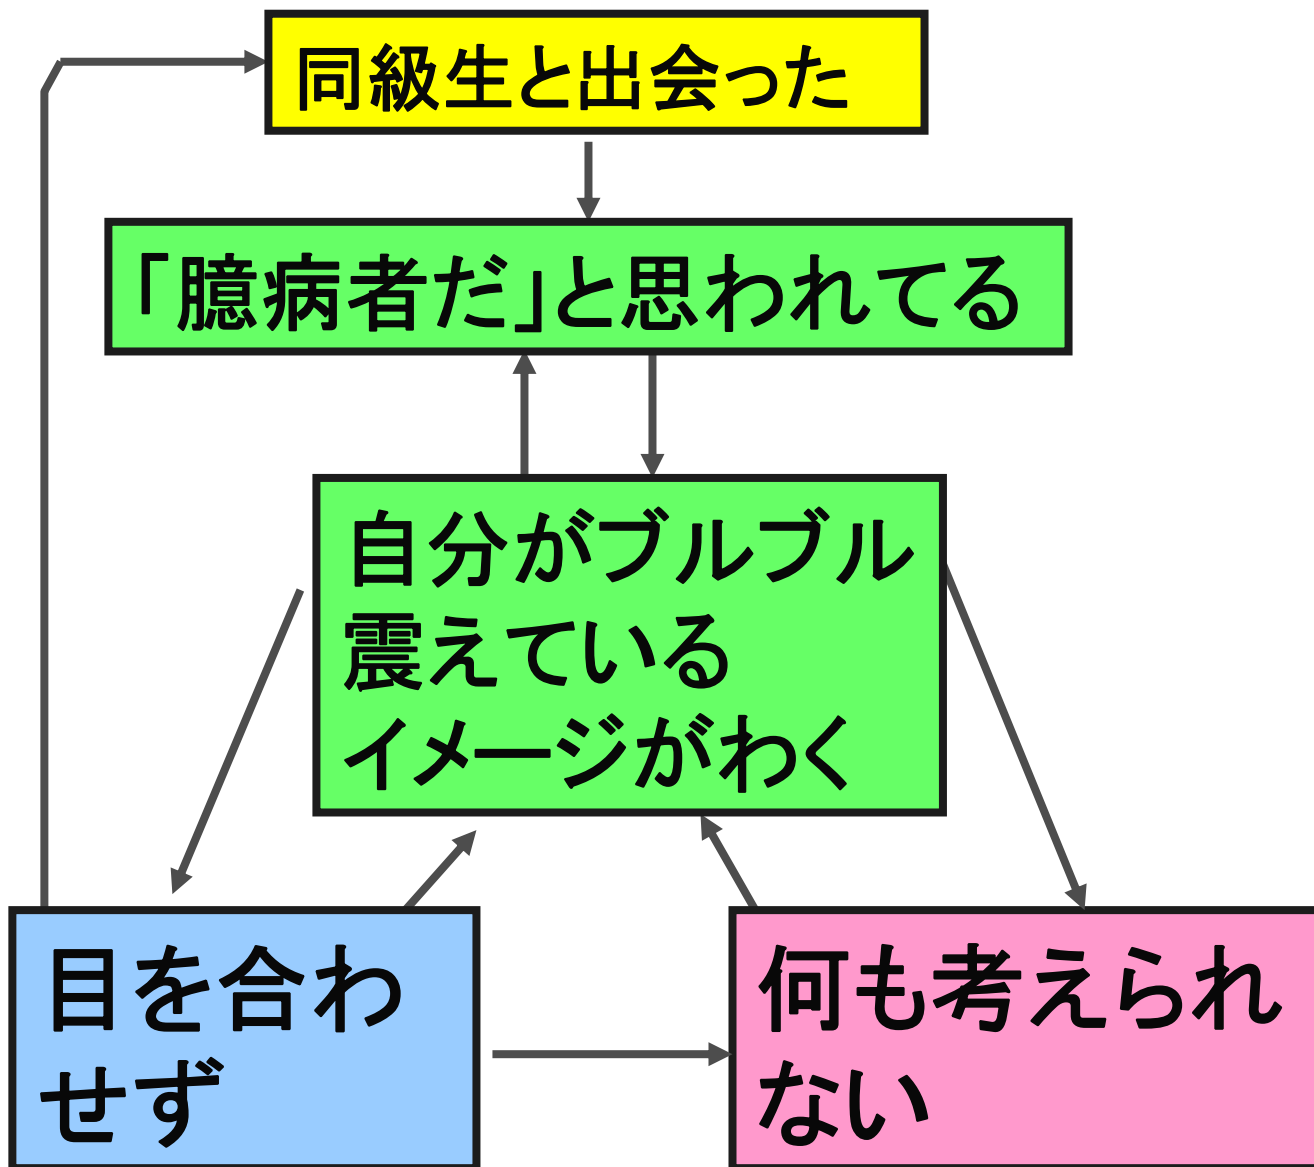 同級生と出会った
「臆病者だ」と思われてる
自分がブルブル
震えている
イメージがわく
目を合わ
せず
何も考えられ
ない